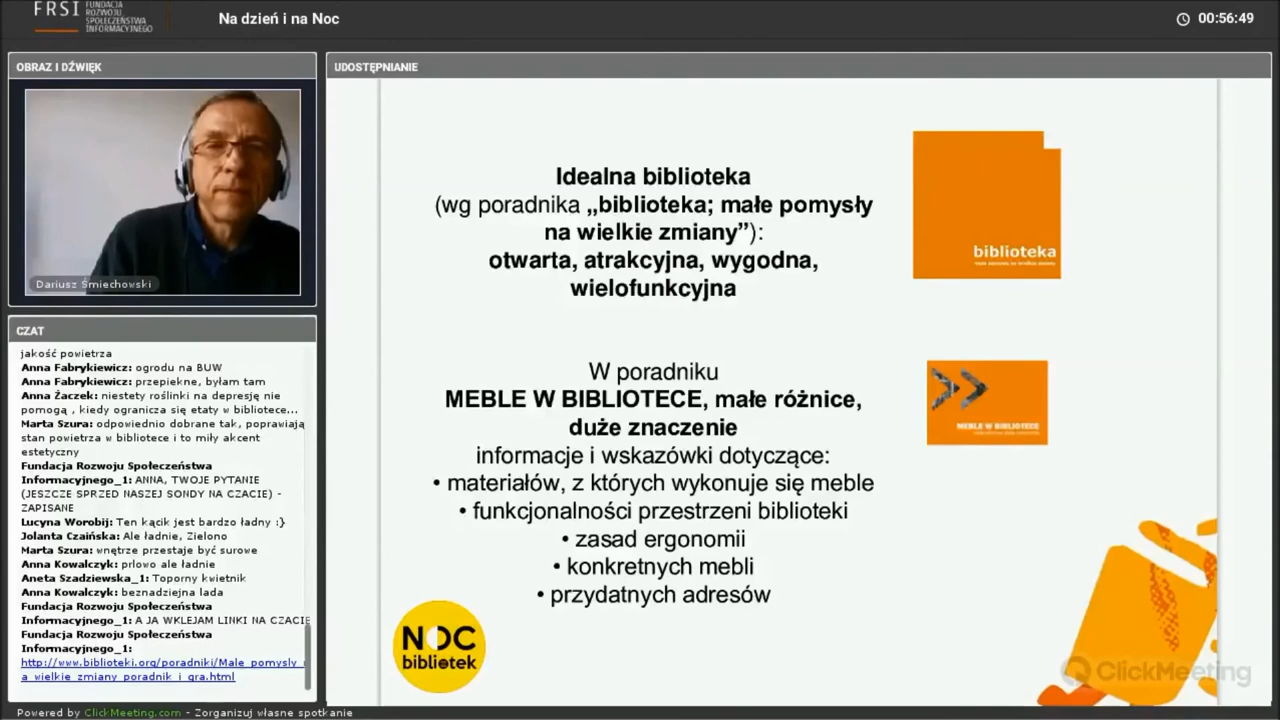 FRSI
FUNDACJA
ROZWOJU
SPOŁECZEŃSTWA
INFORMACYJNEGO
Na dzień i na Noc
00:56:49
OBRAZ I DŹWIĘK
Dariusz Śmiechowski
CZAT
jakość powietrza
Anna Fabrykiewicz: ogrodu na BUW
Anna Fabrykiewicz: przepiekne, byłam tam
Anna Żaczek: niestety roślinki na depresję nie
pomogą , kiedy ogranicza się etaty w bibliotece...
Marta Szura: odpowiednio dobrane tak, poprawiają
stan powietrza w bibliotece i to miły akcent
estetyczny
Fundacja Rozwoju Społeczeństwa
Informacyjnego_1: ANNA, TWOJE PYTANIE
(JESZCZE SPRZED NASZEJ SONDY NA CZACIE) -
ZAPISANE
Lucyna Worobij: Ten kącik jest bardzo ładny :}
Jolanta Czaińska: Ale ładnie, Zielono
Marta Szura: wnętrze przestaje być surowe
Anna Kowalczyk: prlowo ale ładnie
Aneta Szadziewska_1: Toporny kwietnik
Anna Kowalczyk: beznadziejna lada
Fundacja Rozwoju Społeczeństwa
Informacyjnego_1: A JA WKLEJAM LINKI NA CZACIE
Fundacja Rozwoju Społeczeństwa
Informacyjnego_1:
http://www.biblioteki.org/poradniki/Male_pomysly_n
a_wielkie_zmiany_poradnik_i_gra.html
UDOSTĘPNIANIE
Idealna biblioteka
(wg poradnika „biblioteka; małe pomysły
na wielkie zmiany”):
otwarta, atrakcyjna, wygodna,
wielofunkcyjna
biblioteka
W poradniku
MEBLE W BIBLIOTECE, małe różnice,
duże znaczenie
informacje i wskazówki dotyczące:
• materiałów, z których wykonuje się meble
• funkcjonalności przestrzeni biblioteki
• zasad ergonomii
• konkretnych mebli
• przydatnych adresów
MEBLE W BIBLIOTECE
NOC
bibliotek
ClickMeeting
Powered by ClickMeeting.com - Zorganizuj własne spotkanie